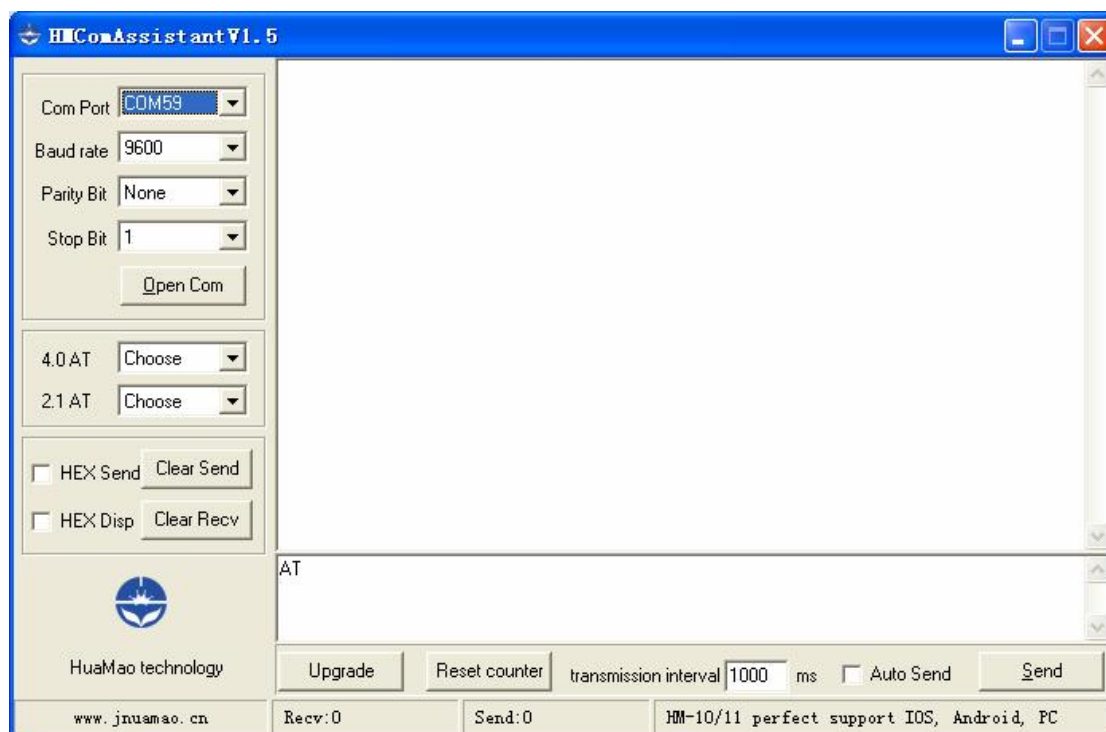 HMComAssistantV1.5
Com Port COM59
Baud rate 9600
Parity Bit None
Stop Bit 1
Open Com
4.0 AT Choose
2.1 AT Choose
HEX Send Clear Send
HEX Disp Clear Recv
HuaMao technology
AT
Upgrade Reset counter transmission interval 1000 ms Auto Send Send
www.jnuamao.cn Recv:0 Send:0 HM-10/11 perfect support IOS, Android, PC